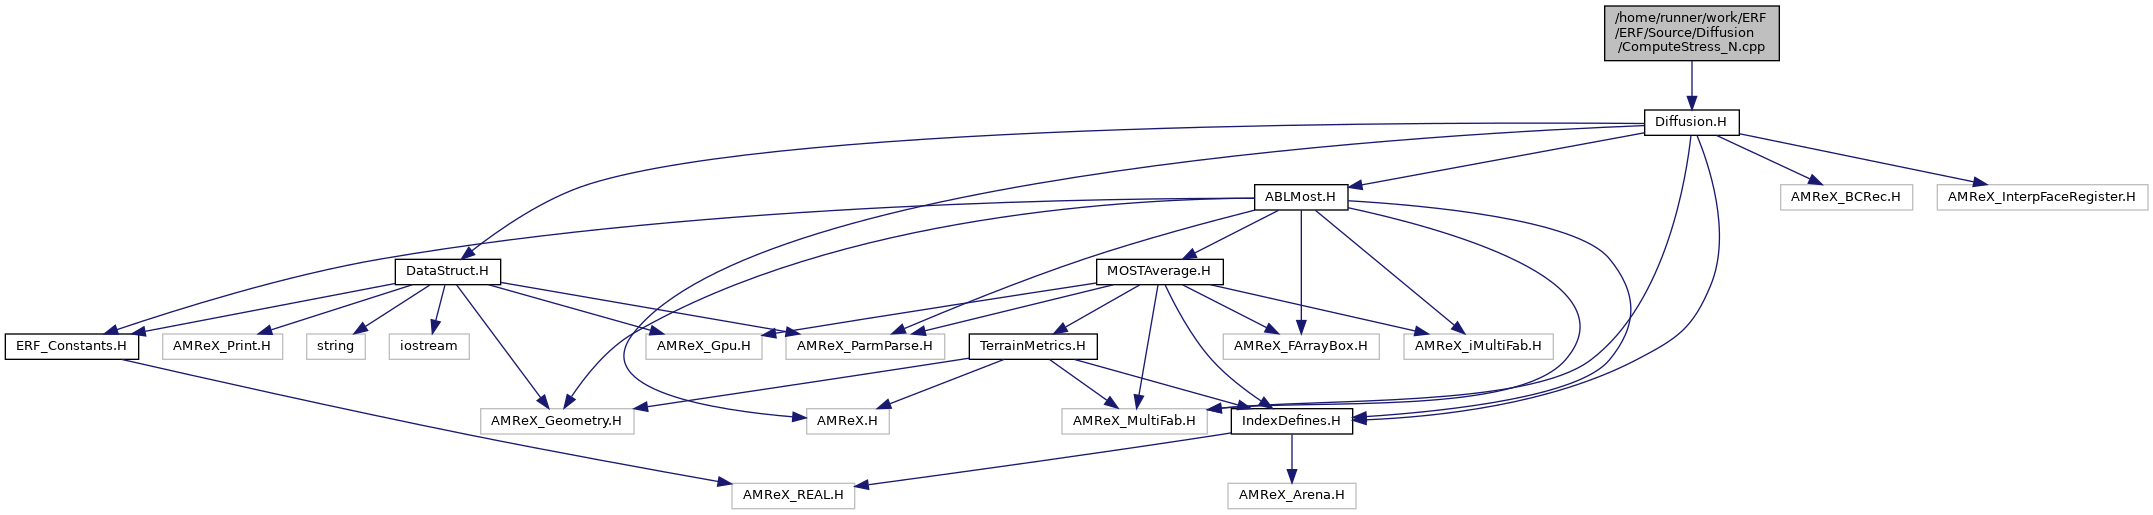 /home/runner/work/ERF
/ERF/Source/Diffusion
/ComputeStress_N.cpp
Diffusion.H
ABLMost.H
AMReX_BCRec.H
AMReX_InterpFaceRegister.H
DataStruct.H
MOSTAverage.H
ERF_Constants.H
AMReX_Print.H
string
iostream
AMReX_Gpu.H
AMReX_ParmParse.H
TerrainMetrics.H
AMReX_FArrayBox.H
AMReX_iMultiFab.H
AMReX_Geometry.H
AMReX.H
AMReX_MultiFab.H
IndexDefines.H
AMReX_REAL.H
AMReX_Arena.H